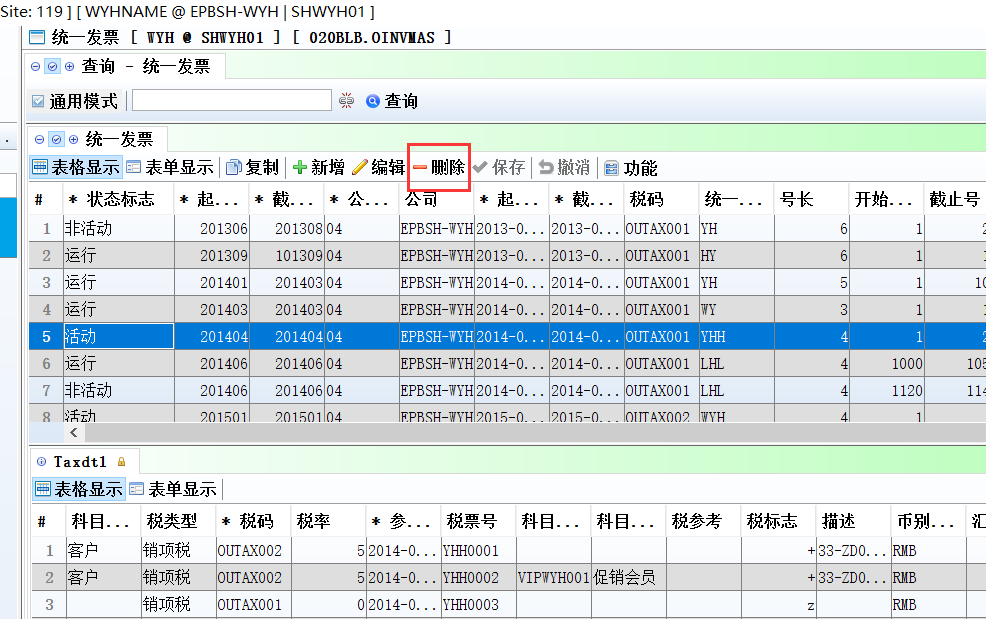 Site: 119 ] [ WYHNAME @ EPBSH-WYH | SHWYH01 ]
统一发票 [ WYH @ SHWYH01 ] [ 020BLB.OINVMAS ]
查询 - 统一发票
通用模式 查询
统一发票
表格显示 表单显示 复制 新增 编辑 删除 保存 撤消 功能
# * 状态标志 * 起... * 截... * 公... 公司 * 起... * 截... 税码 统一... 号长 开始... 截止号
1 非活动 201306 201308 04 EPBSH-WYH 2013-0... 2013-0... OUTAX001 YH 6 1
2 运行 201309 101309 04 EPBSH-WYH 2013-0... 2013-0... OUTAX001 HY 6 1
3 运行 201401 201403 04 EPBSH-WYH 2014-0... 2014-0... OUTAX001 YH 5 1 10
4 运行 201403 201403 04 EPBSH-WYH 2014-0... 2014-0... OUTAX001 WY 3 1
5 活动 201404 201404 04 EPBSH-WYH 2014-0... 2014-0... OUTAX001 YHH 4 1
6 运行 201406 201406 04 EPBSH-WYH 2014-0... 2014-0... OUTAX001 LHL 4 1000 105
7 非活动 201406 201406 04 EPBSH-WYH 2014-0... 2014-0... OUTAX001 LHL 4 1120 114
8 活动 201501 201501 04 EPBSH-WYH 2015-0... 2015-0... OUTAX002 WYH 4 1
Taxdt1
表格显示 表单显示
# 科目... 税类型 * 税码 税率 * 参... 税票号 科目... 科目... 税参考 税标志 描述 币别... 汇
1 客户 销项税 OUTAX002 5 2014-0... YHH0001 + 33-ZD0... RMB
2 客户 销项税 OUTAX002 5 2014-0... YHH0002 VIPWYH001 促销会员 + 33-ZD0... RMB
3 销项税 OUTAX001 0 2014-0... YHH0003 z RMB